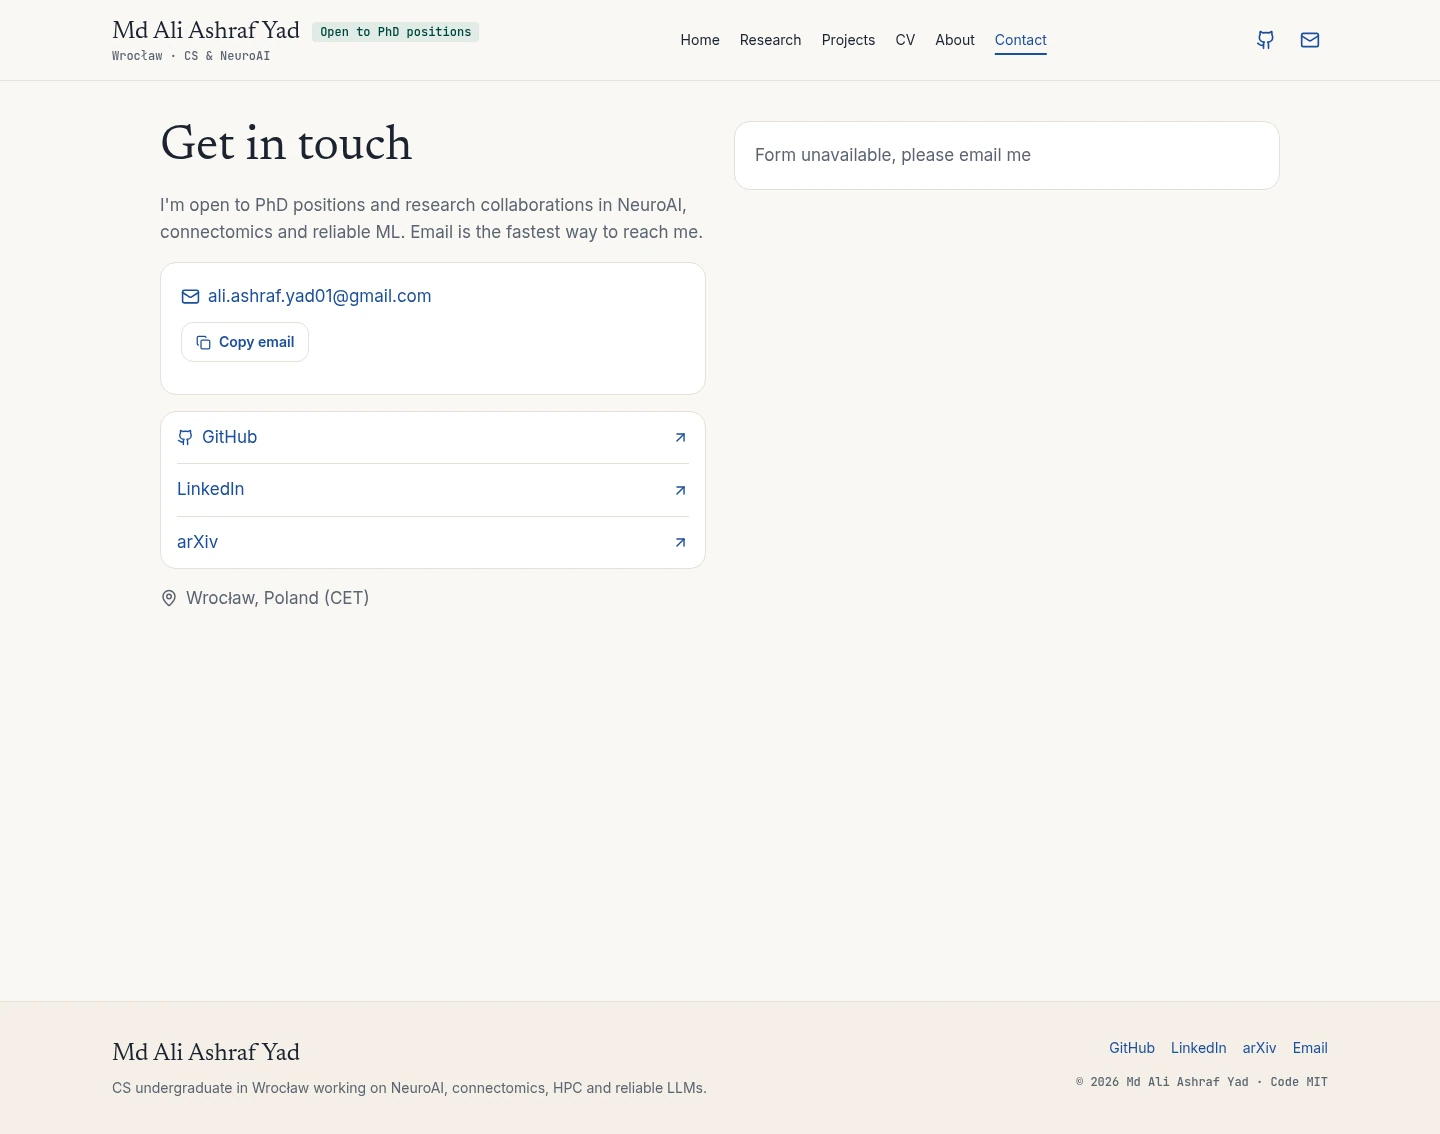 Md Ali Ashraf Yad
Open to PhD positions
Wrocław · CS & NeuroAI
Home
Research
Projects
CV
About
Contact
Get in touch
I'm open to PhD positions and research collaborations in NeuroAI,
connectomics and reliable ML. Email is the fastest way to reach me.
ali.ashraf.yad01@gmail.com
Copy email
GitHub
LinkedIn
arXiv
Wrocław, Poland (CET)
Form unavailable, please email me
Md Ali Ashraf Yad
CS undergraduate in Wrocław working on NeuroAI, connectomics, HPC and reliable LLMs.
GitHub
LinkedIn
arXiv
Email
© 2026 Md Ali Ashraf Yad · Code MIT